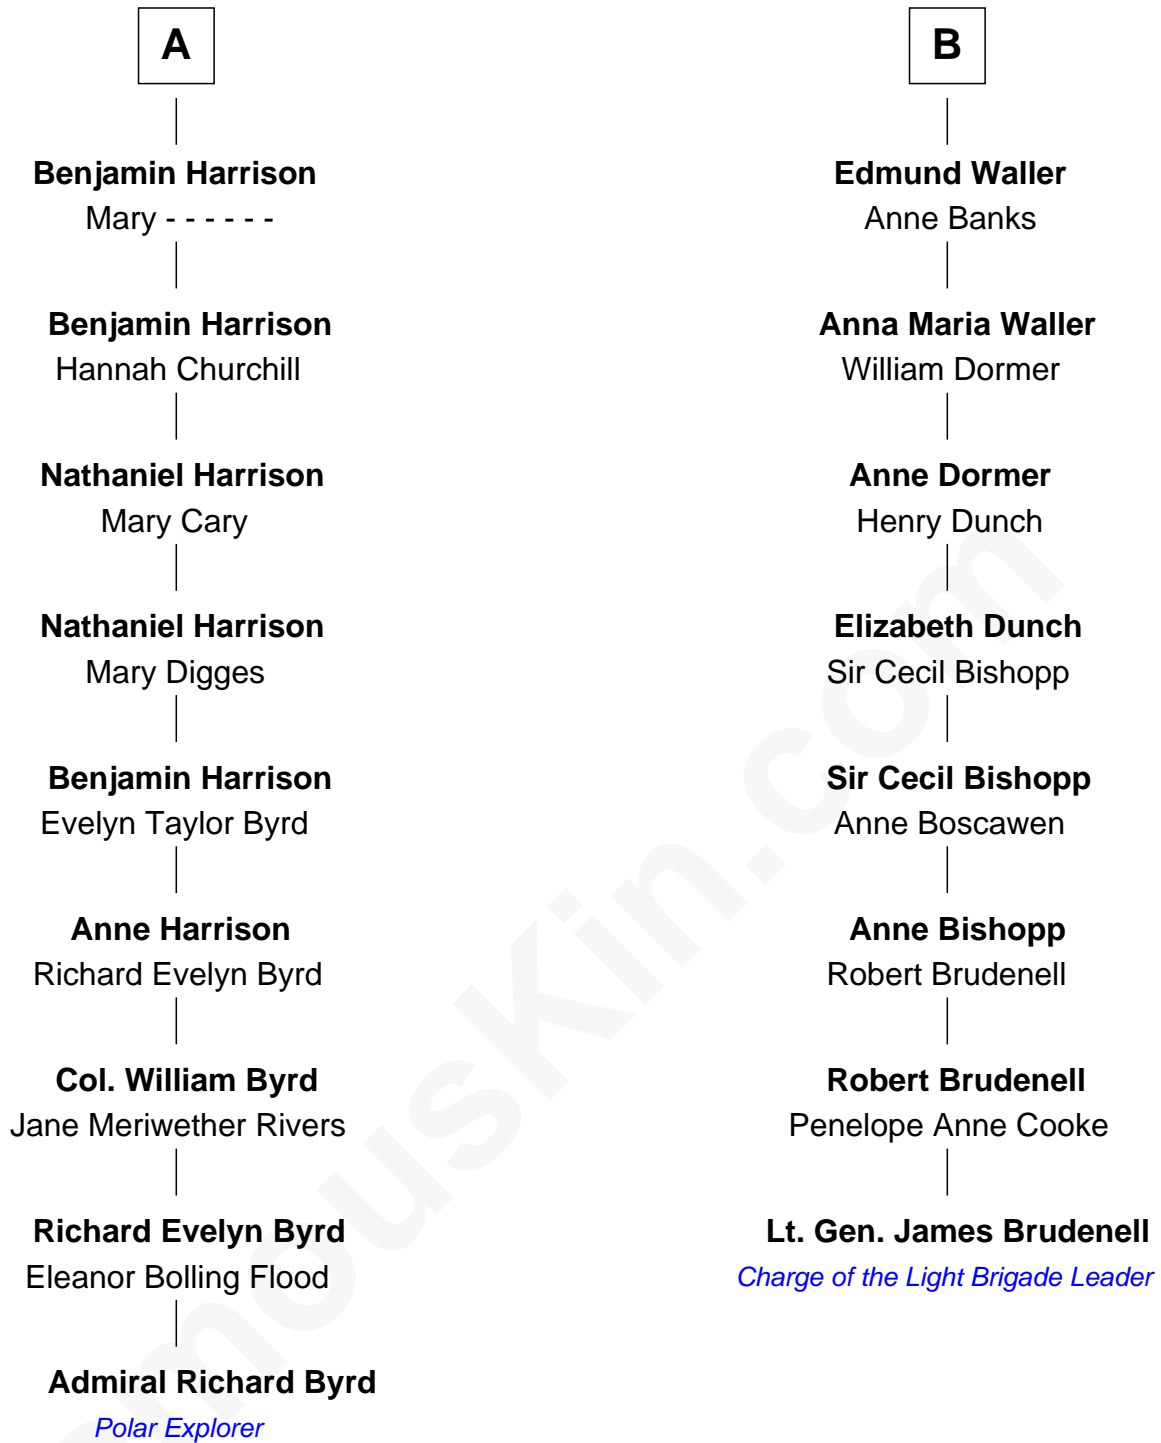 A
Benjamin Harrison
Mary - - - - - -
Benjamin Harrison
Hannah Churchill
Nathaniel Harrison
Mary Cary
Nathaniel Harrison
Mary Digges
Benjamin Harrison
Evelyn Taylor Byrd
Anne Harrison
Richard Evelyn Byrd
Col. William Byrd
Jane Meriwether Rivers
Richard Evelyn Byrd
Eleanor Bolling Flood
Admiral Richard Byrd
Polar Explorer
B
Edmund Waller
Anne Banks
Anna Maria Waller
William Dormer
Anne Dormer
Henry Dunch
Elizabeth Dunch
Sir Cecil Bishopp
Sir Cecil Bishopp
Anne Boscawen
Anne Bishopp
Robert Brudenell
Robert Brudenell
Penelope Anne Cooke
Lt. Gen. James Brudenell
Charge of the Light Brigade Leader
mousKin.com